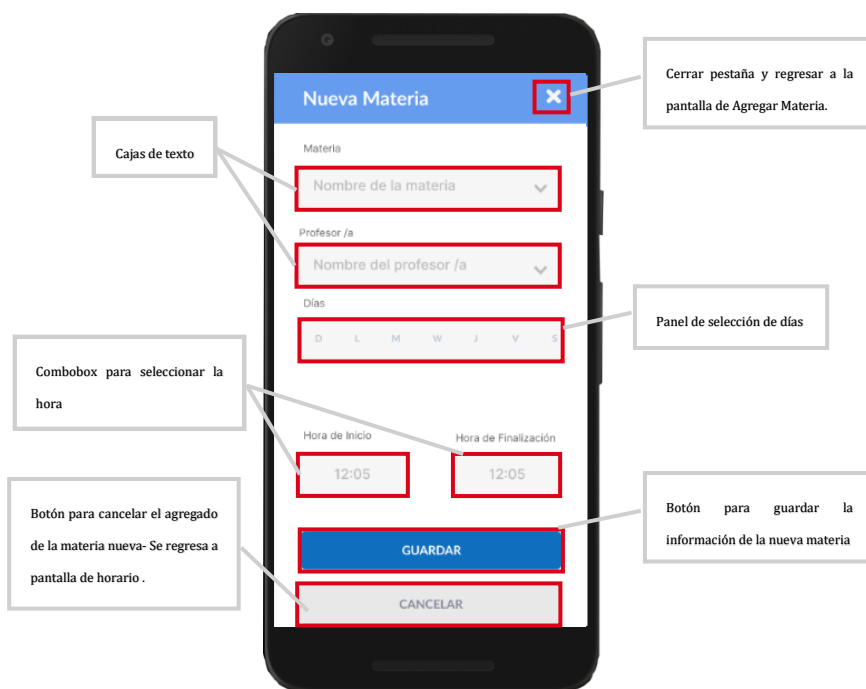 Nueva Materia
Cerrar pestaña y regresar a la
pantalla de Agregar Materia.
Cajas de texto
Materia
Nombre de la materia
Profesor /a
Nombre del profesor /a
Días
D L M W J V S
Panel de selección de días
Combobox para seleccionar la
hora
Hora de Inicio
Hora de Finalización
12:05
12:05
Botón para cancelar el agregado
de la materia nueva- Se regresa a
pantalla de horario .
Botón para guardar la
información de la nueva materia
GUARDAR
CANCELAR